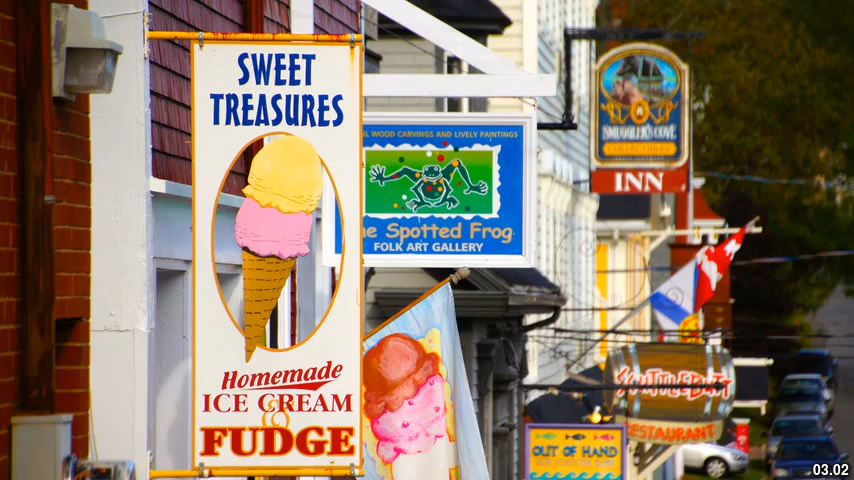 SWEET
TREASURES
Homemade
ICE CREAM
&
FUDGE
WOOD CARVINGS AND LIVELY PAINTINGS
Spotted Frog
FOLK ART GALLERY
SMUGGLER'S COVE
INN
SCUTTLEBUTT
RESTAURANT
OUT OF HAND
03.02